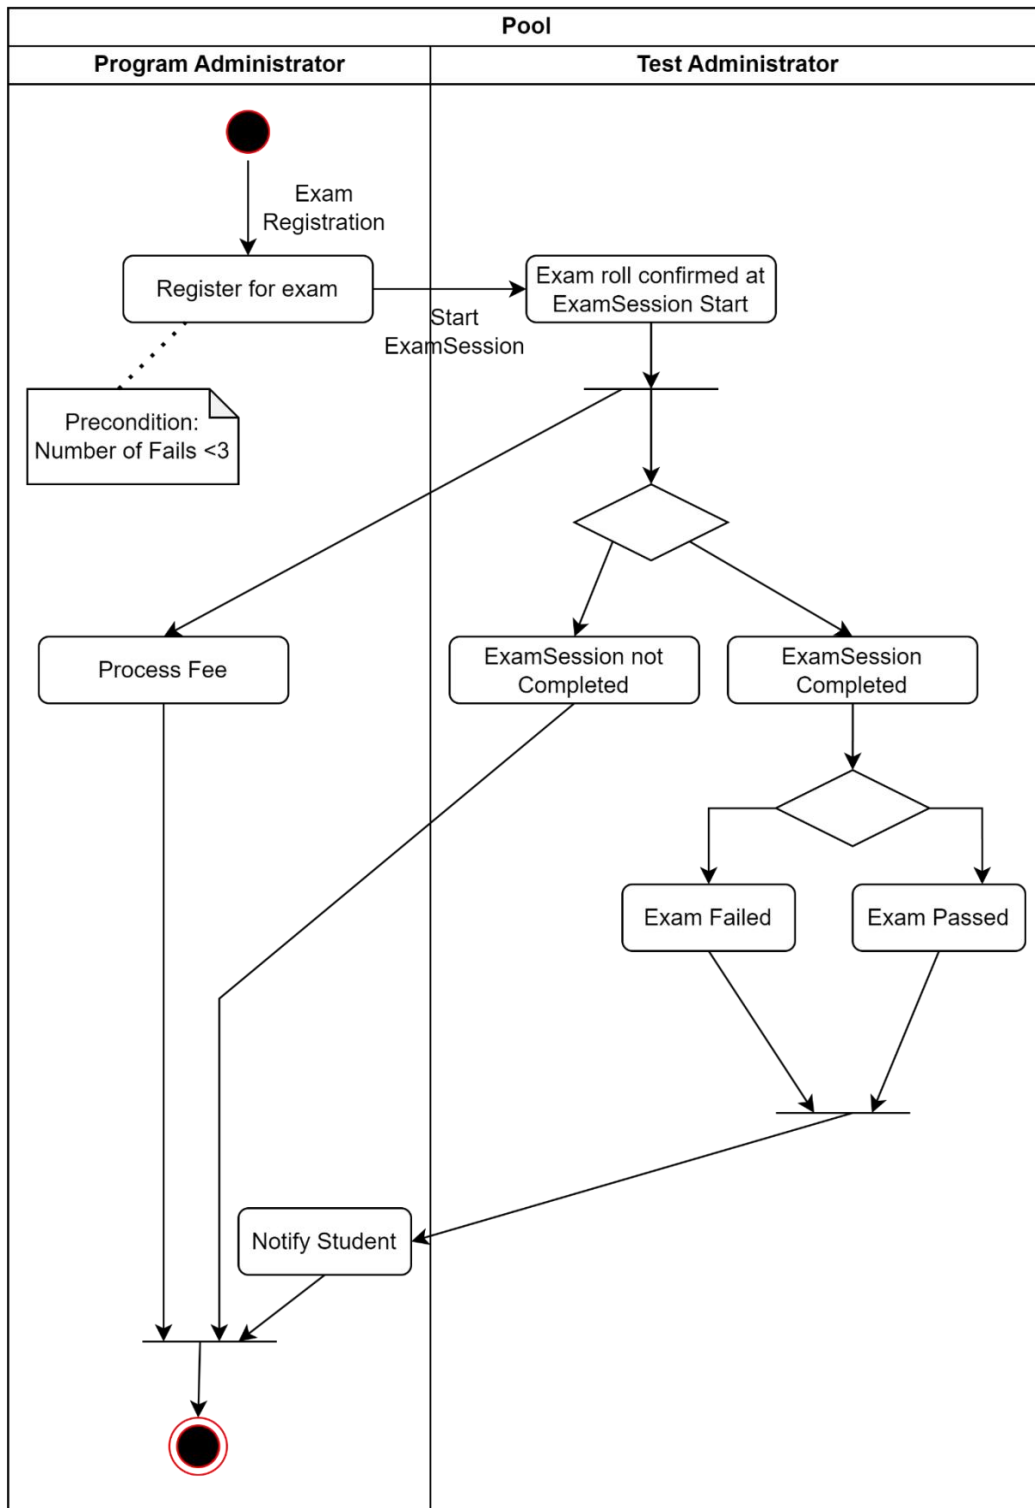 Pool
Program Administrator
Test Administrator
Exam
Registration
Register for exam
Exam roll confirmed at
ExamSession Start
Start
ExamSession
Precondition:
Number of Fails <3
Process Fee
ExamSession not
Completed
ExamSession
Completed
Exam Failed
Exam Passed
Notify Student